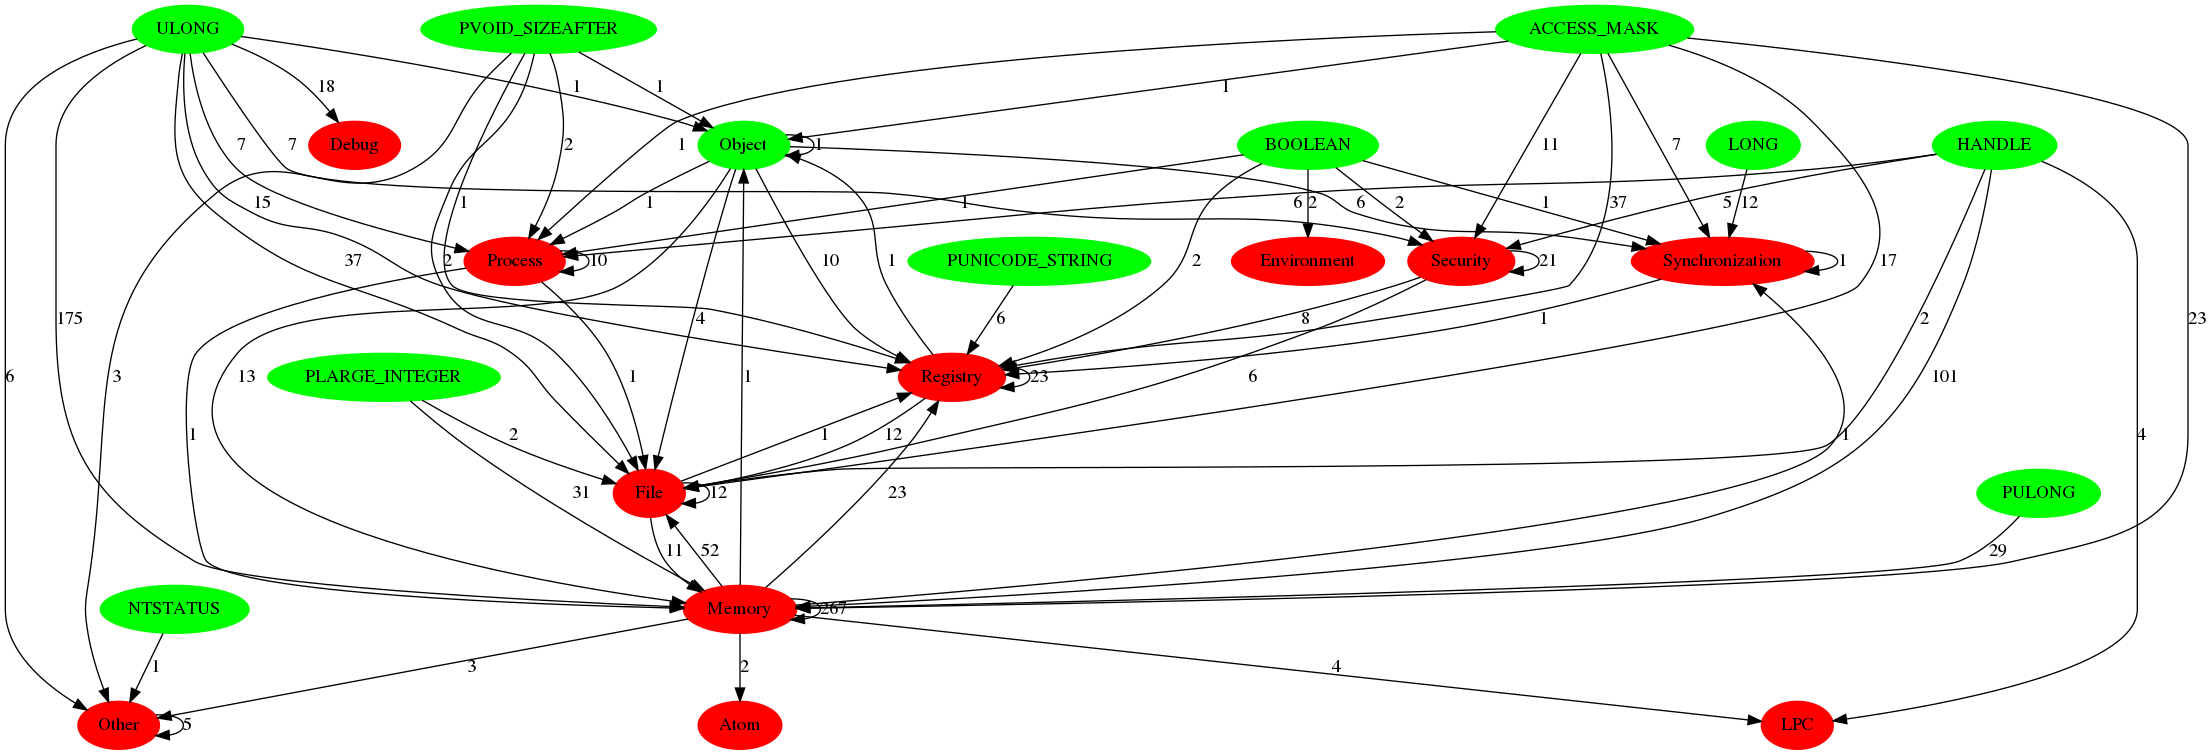 ULONG
PVOID_SIZEAFTER
ACCESS_MASK
18
1
1
1
Debug
Object
1
BOOLEAN
LONG
HANDLE
7
7
2
1
11
7
15
1
1
6
2
6
2
5
37
1
12
Process
10
PUNICODE_STRING
Environment
Security
21
Synchronization
1
37
2
1
10
1
2
17
175
13
4
6
8
1
2
23
6
3
PLARGE_INTEGER
1
Registry
23
6
101
1
2
1
12
1
4
31
File
12
23
PULONG
11
52
29
NTSTATUS
Memory
267
1
3
2
4
Other
5
Atom
LPC